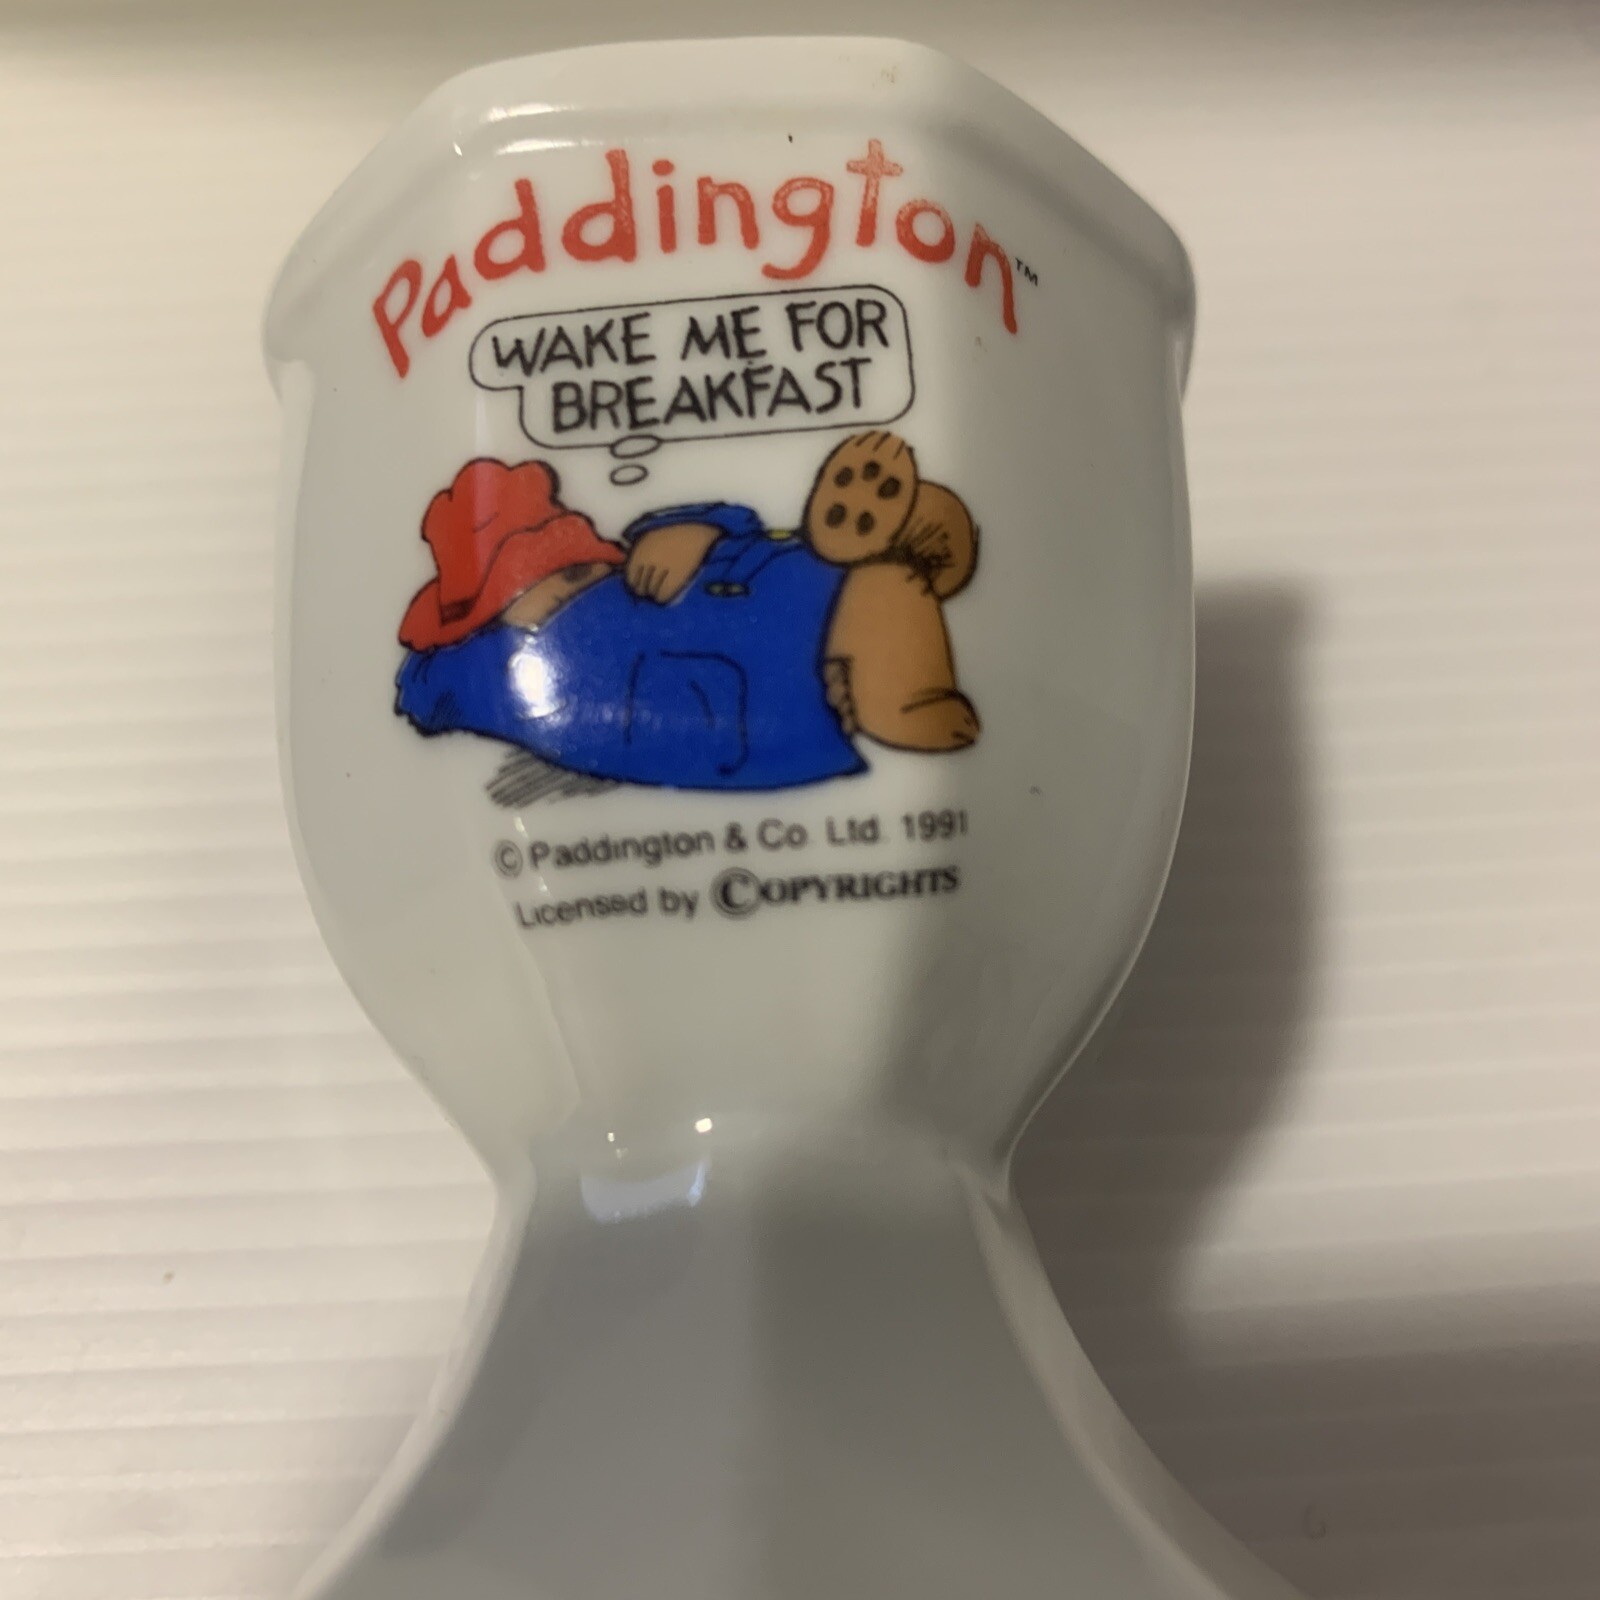 Paddington™
WAKE ME FOR
BREAKFAST
© Paddington & Co. Ltd. 1991
Licensed by COPYRIGHTS